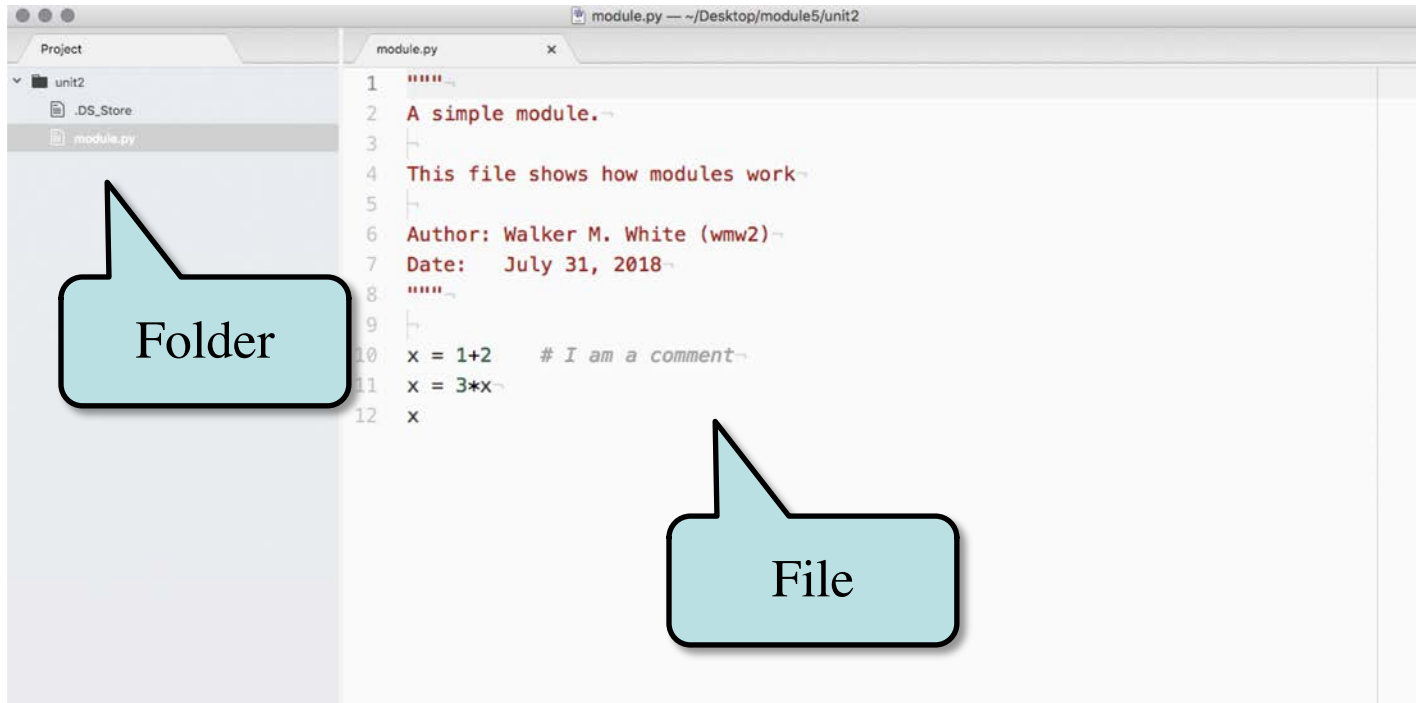 module.py — ~/Desktop/module5/unit2
Project
module.py
unit2
.DS_Store
module.py
1 """
2 A simple module.
3
4 This file shows how modules work
5
6 Author: Walker M. White (wmw2)
7 Date:   July 31, 2018
8 """
9
10 x = 1+2    # I am a comment
11 x = 3*x
12 x
Folder
File